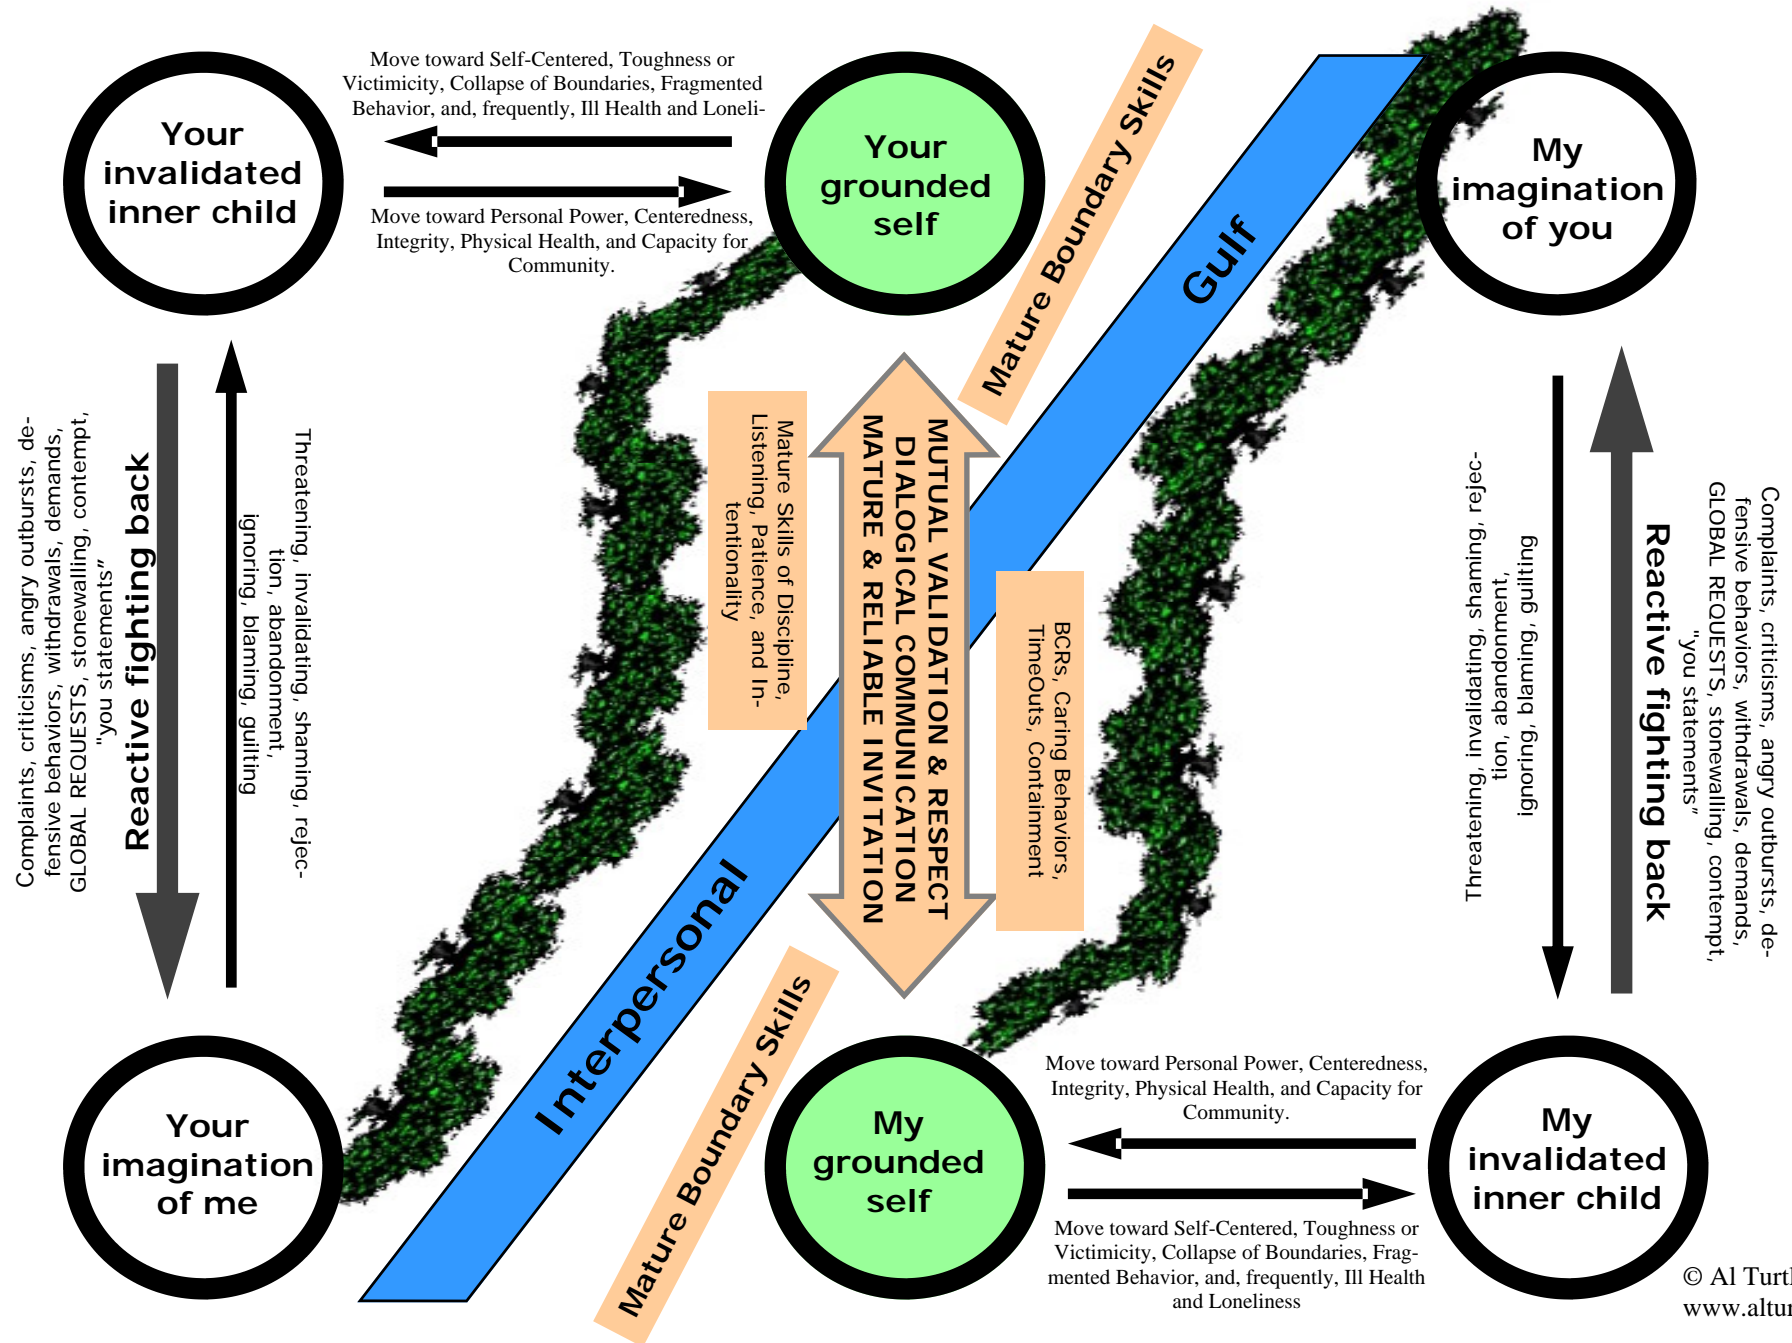 Move toward Self-Centered, Toughness or
Victimicity, Collapse of Boundaries, Fragmented
Behavior, and, frequently, Ill Health and Loneli-
Your
invalidated
inner child
Move toward Personal Power, Centeredness,
Integrity, Physical Health, and Capacity for
Community.
Your
grounded
self
Mature Boundary Skills
Interpersonal
Gulf
My
imagination
of you
Complaints, criticisms, angry outbursts, de-
fensive behaviors, withdrawals, demands,
GLOBAL REQUESTS, stonewalling, contempt,
"you statements"
Reactive fighting back
Threatening, invalidating, shaming, rejec-
tion, abandonment,
ignoring, blaming, guilting
Mature Skills of Discipline,
Listening, Patience, and In-
tentionality
MUTUAL VALIDATION & RESPECT
DIALOGICAL COMMUNICATION
MATURE & RELIABLE INVITATION
BCRs, Caring Behaviors,
TimeOuts, Containment
Threatening, invalidating, shaming, rejec-
tion, abandonment,
ignoring, blaming, guilting
Complaints, criticisms, angry outbursts, de-
fensive behaviors, withdrawals, demands,
GLOBAL REQUESTS, stonewalling, contempt,
"you statements"
Reactive fighting back
Your
imagination
of me
Mature Boundary Skills
My
grounded
self
Move toward Personal Power, Centeredness,
Integrity, Physical Health, and Capacity for
Community.
Move toward Self-Centered, Toughness or
Victimicity, Collapse of Boundaries, Frag-
mented Behavior, and, frequently, Ill Health
and Loneliness
My
invalidated
inner child
© Al Turtl
www.altur